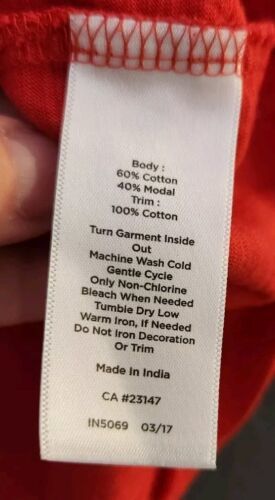 Body :
60% Cotton
40% Modal
Trim :
100% Cotton
Turn Garment Inside
Out
Machine Wash Cold
Gentle Cycle
Only Non-Chlorine
Bleach When Needed
Tumble Dry Low
Warm Iron, If Needed
Do Not Iron Decoration
Or Trim
Made in India
CA #23147
IN5069 03/17